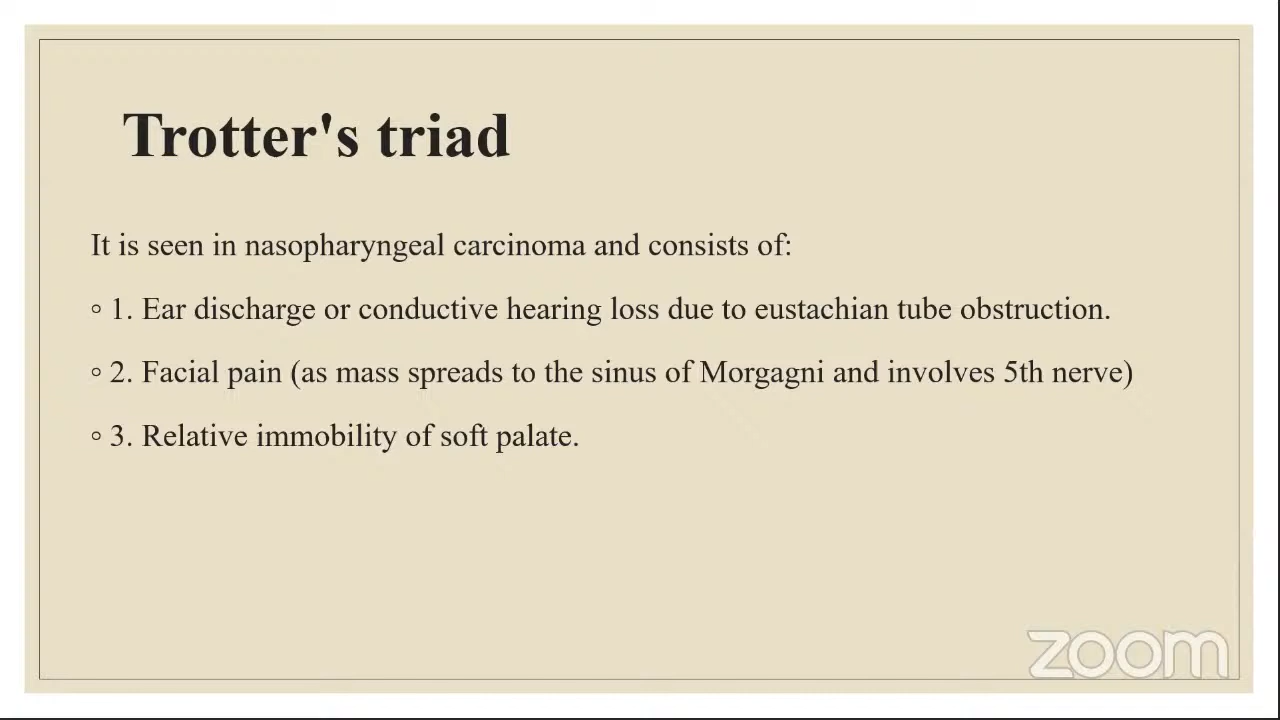 Trotter's triad
It is seen in nasopharyngeal carcinoma and consists of:
◦ 1. Ear discharge or conductive hearing loss due to eustachian tube obstruction.
◦ 2. Facial pain (as mass spreads to the sinus of Morgagni and involves 5th nerve)
◦ 3. Relative immobility of soft palate.
zoom